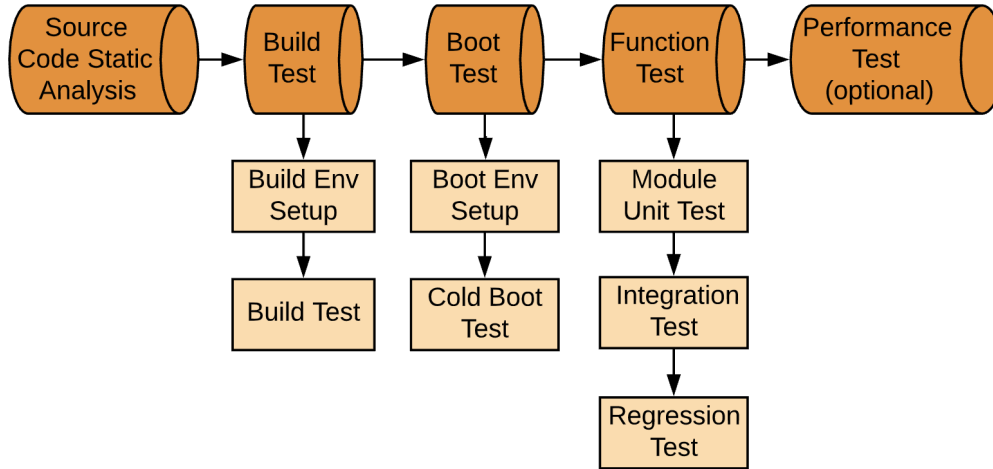 Source
Code Static
Analysis
Build
Test
Boot
Test
Function
Test
Performance
Test
(optional)
Build Env
Setup
Boot Env
Setup
Module
Unit Test
Build Test
Cold Boot
Test
Integration
Test
Regression
Test